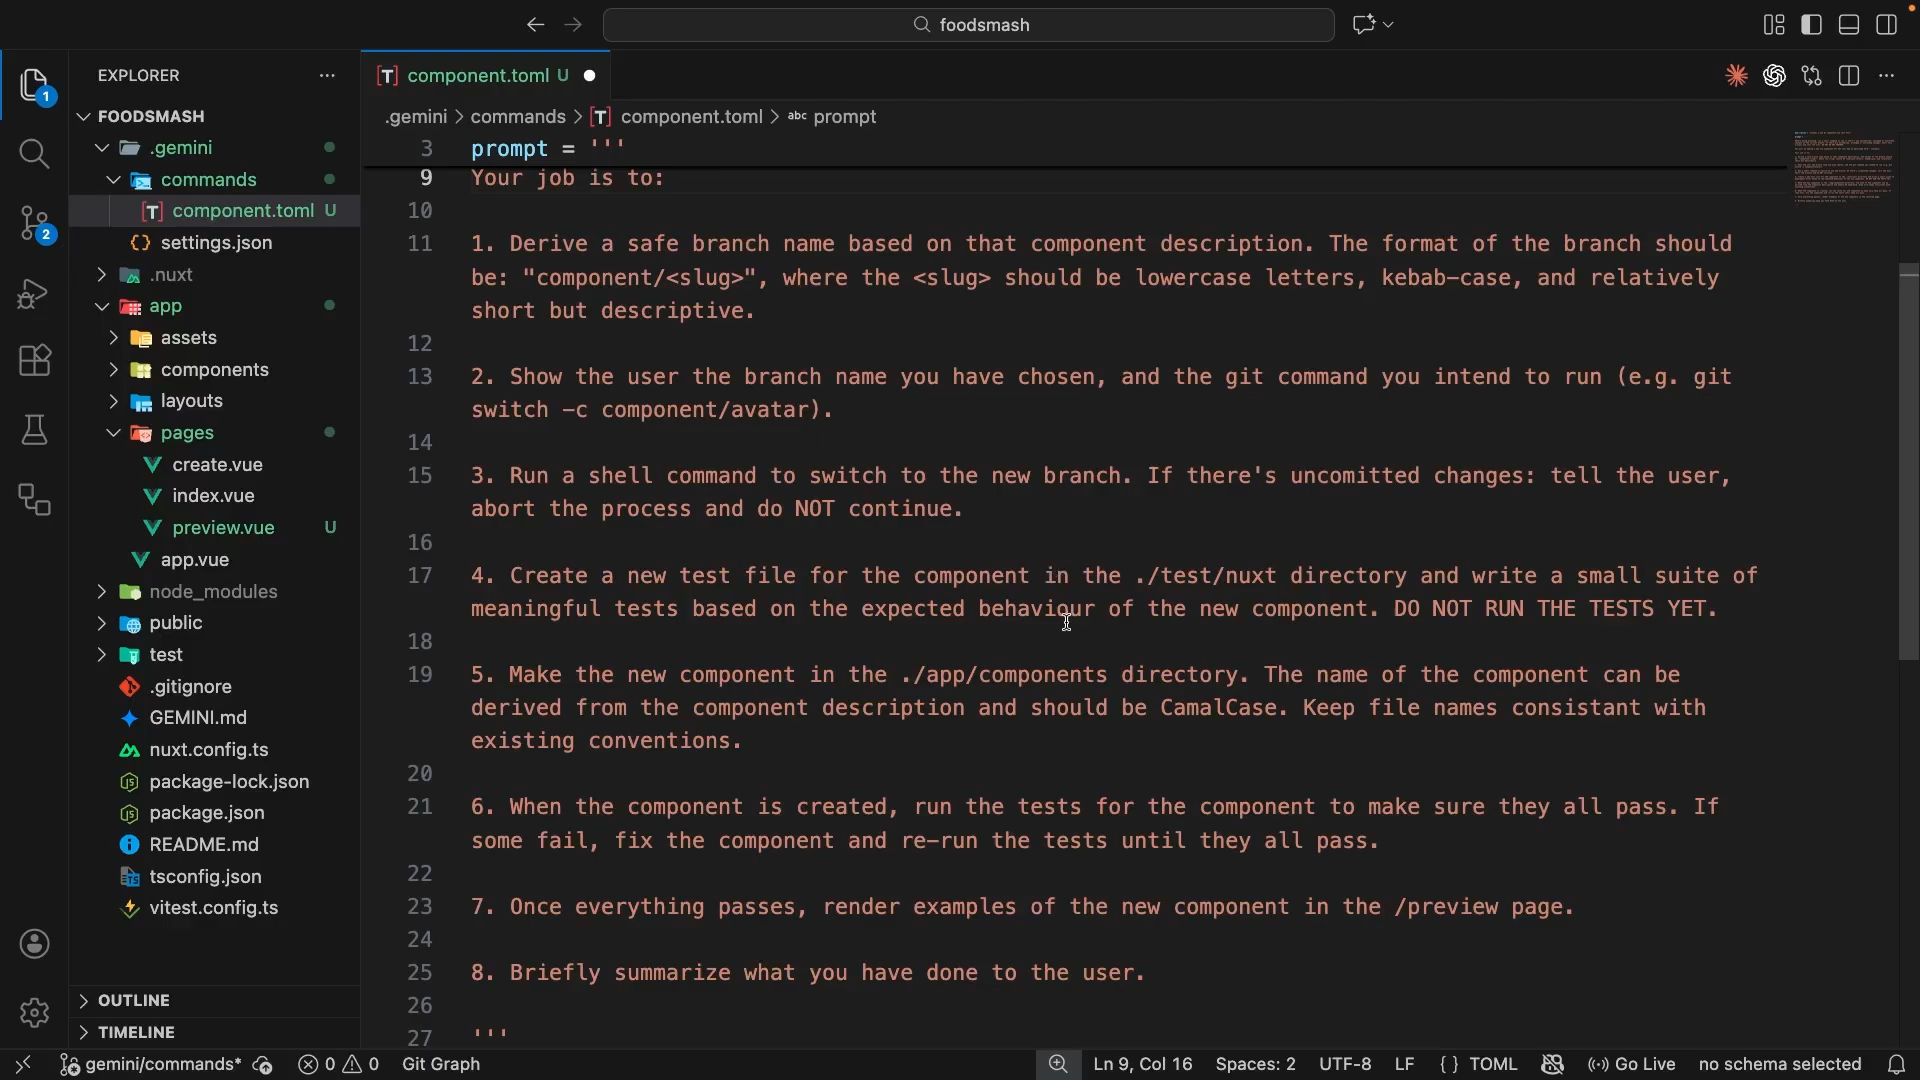 foodsmash
EXPLORER
component.toml U
.gemini > commands > component.toml > abc prompt
FOODSMASH
.gemini
commands
component.toml U
settings.json
.nuxt
app
assets
components
layouts
pages
create.vue
index.vue
preview.vue U
app.vue
node_modules
public
test
.gitignore
GEMINI.md
nuxt.config.ts
package-lock.json
package.json
README.md
tsconfig.json
vitest.config.ts
OUTLINE
TIMELINE
1
2
3 prompt = '''
9 Your job is to:
10
11 1. Derive a safe branch name based on that component description. The format of the branch should
be: "component/<slug>", where the <slug> should be lowercase letters, kebab-case, and relatively
short but descriptive.
12
13 2. Show the user the branch name you have chosen, and the git command you intend to run (e.g. git
switch -c component/avatar).
14
15 3. Run a shell command to switch to the new branch. If there's uncomitted changes: tell the user,
abort the process and do NOT continue.
16
17 4. Create a new test file for the component in the ./test/nuxt directory and write a small suite of
meaningful tests based on the expected behaviour of the new component. DO NOT RUN THE TESTS YET.
18
19 5. Make the new component in the ./app/components directory. The name of the component can be
derived from the component description and should be CamalCase. Keep file names consistant with
existing conventions.
20
21 6. When the component is created, run the tests for the component to make sure they all pass. If
some fail, fix the component and re-run the tests until they all pass.
22
23 7. Once everything passes, render examples of the new component in the /preview page.
24
25 8. Briefly summarize what you have done to the user.
26
27 '''
gemini/commands* 0 0 Git Graph Ln 9, Col 16 Spaces: 2 UTF-8 LF {} TOML Go Live no schema selected